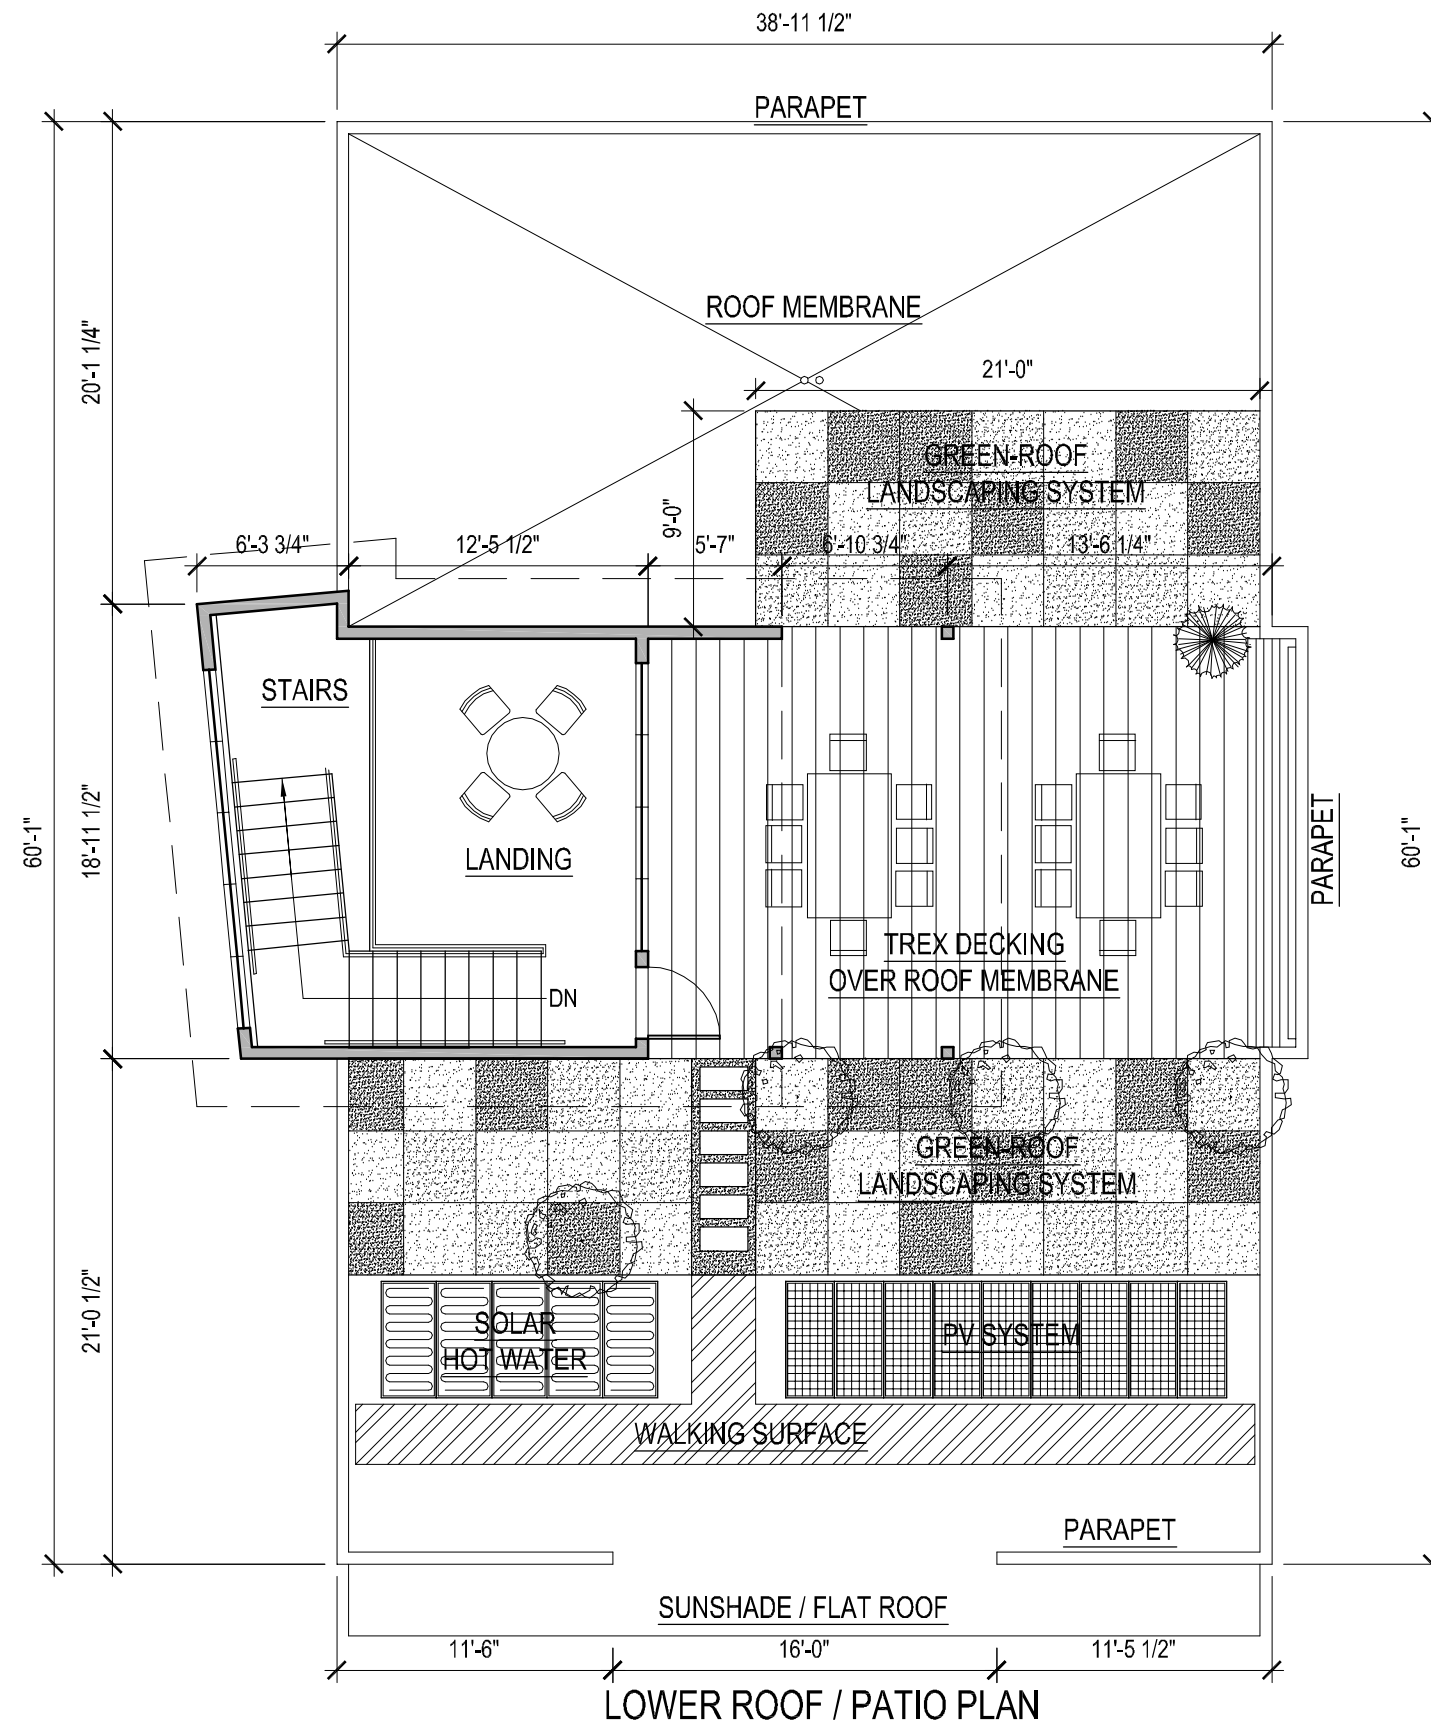 38'-11 1/2"
PARAPET
ROOF MEMBRANE
20'-1 1/4"
21'-0"
GREEN-ROOF
LANDSCAPING SYSTEM
9'-0"
6'-3 3/4"
12'-5 1/2"
5'-7"
6'-10 3/4"
13'-6 1/4"
STAIRS
LANDING
60'-1"
18'-11 1/2"
PARAPET
60'-1"
TREX DECKING
OVER ROOF MEMBRANE
DN
GREEN-ROOF
LANDSCAPING SYSTEM
21'-0 1/2"
SOLAR
HOT WATER
PV SYSTEM
WALKING SURFACE
PARAPET
SUNSHADE / FLAT ROOF
11'-6"
16'-0"
11'-5 1/2"
LOWER ROOF / PATIO PLAN